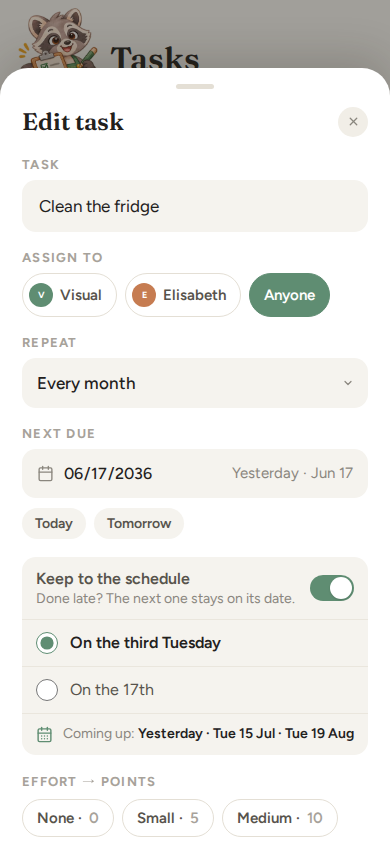 Tasks
Edit task
TASK
Clean the fridge
ASSIGN TO
V Visual E Elisabeth Anyone
REPEAT
Every month
NEXT DUE
06/17/2036 Yesterday · Jun 17
Today Tomorrow
Keep to the schedule
Done late? The next one stays on its date.
On the third Tuesday
On the 17th
Coming up: Yesterday · Tue 15 Jul · Tue 19 Aug
EFFORT → POINTS
None · 0 Small · 5 Medium · 10